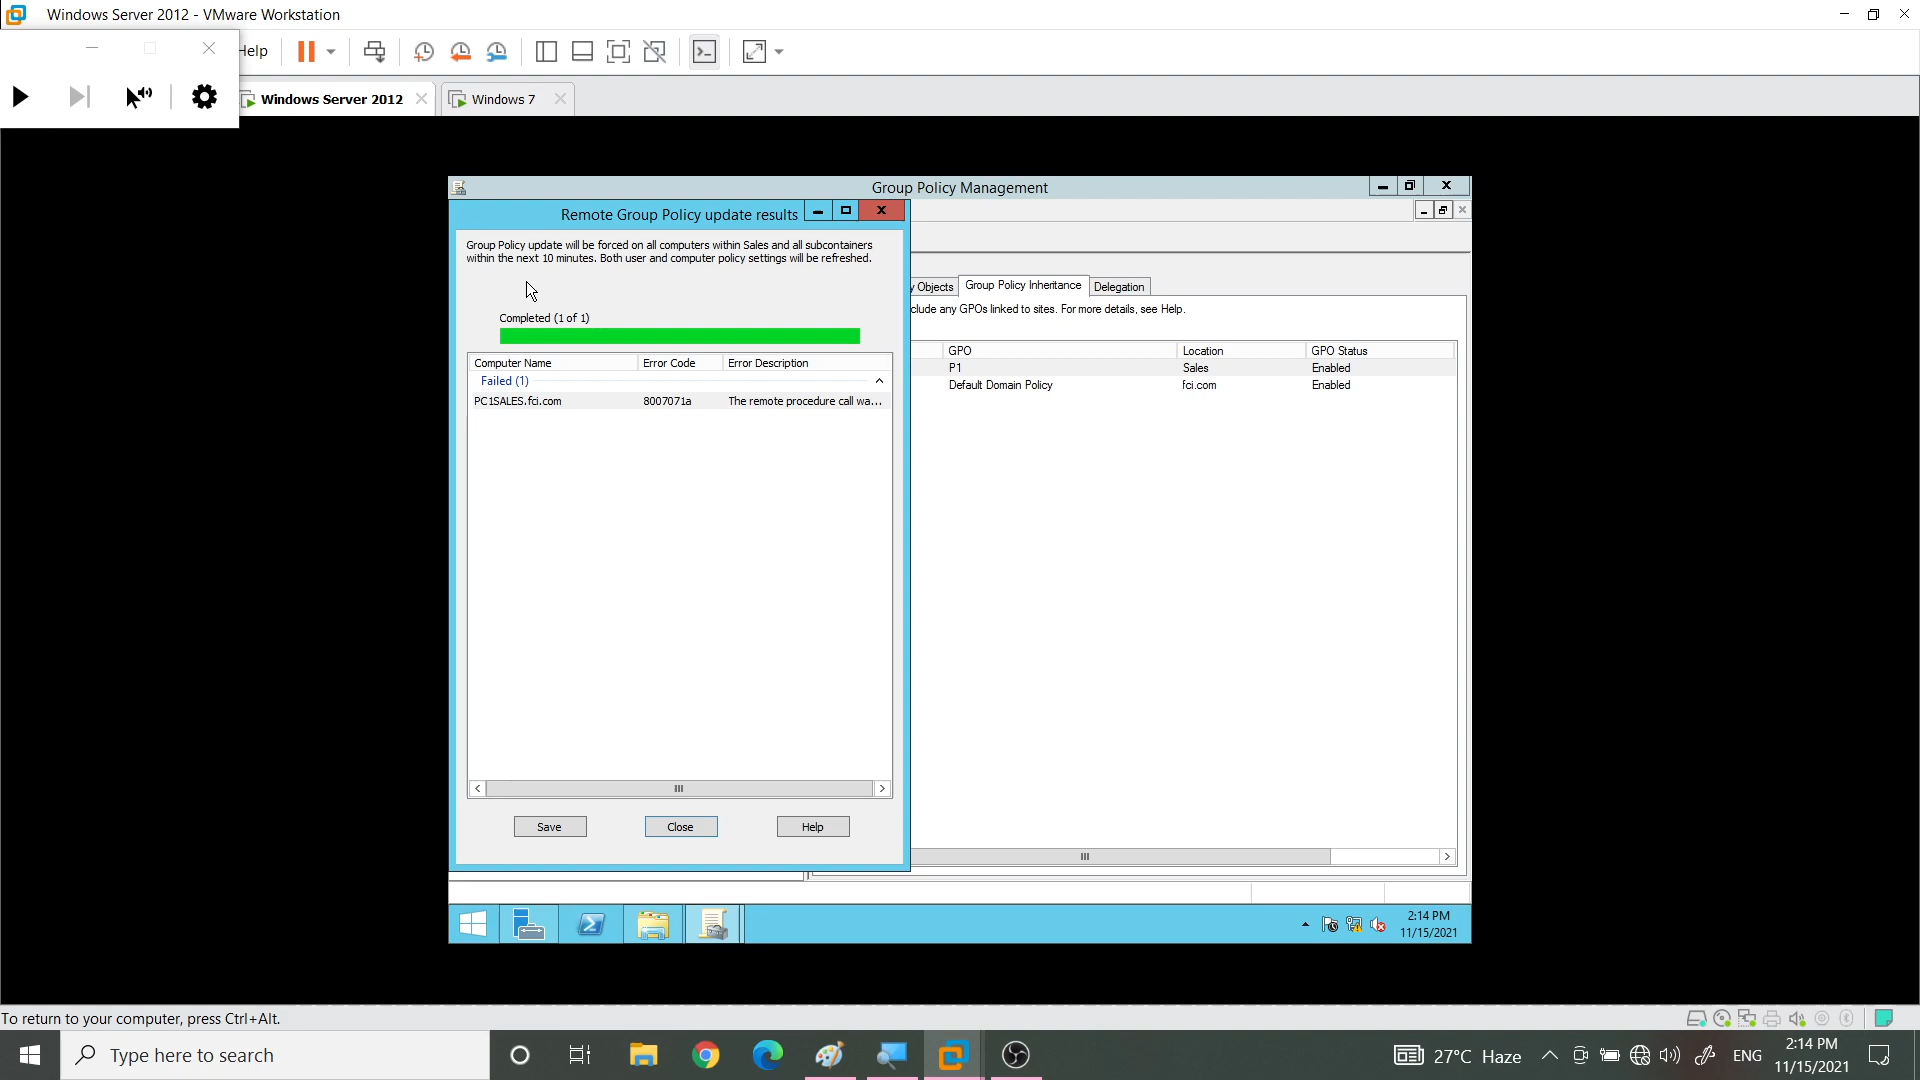 Windows Server 2012 - VMware Workstation
Help
Windows Server 2012
Windows 7
Group Policy Management
Remote Group Policy update results
Group Policy update will be forced on all computers within Sales and all subcontainers
within the next 10 minutes. Both user and computer policy settings will be refreshed.
Completed (1 of 1)
Computer Name Error Code Error Description
Failed (1)
PC1SALES.fci.com 8007071a The remote procedure call wa...
Save Close Help
y Objects Group Policy Inheritance Delegation
clude any GPOs linked to sites. For more details, see Help.
GPO Location GPO Status
P1 Sales Enabled
Default Domain Policy fci.com Enabled
2:14 PM
11/15/2021
To return to your computer, press Ctrl+Alt.
Type here to search
27°C Haze
ENG
2:14 PM
11/15/2021